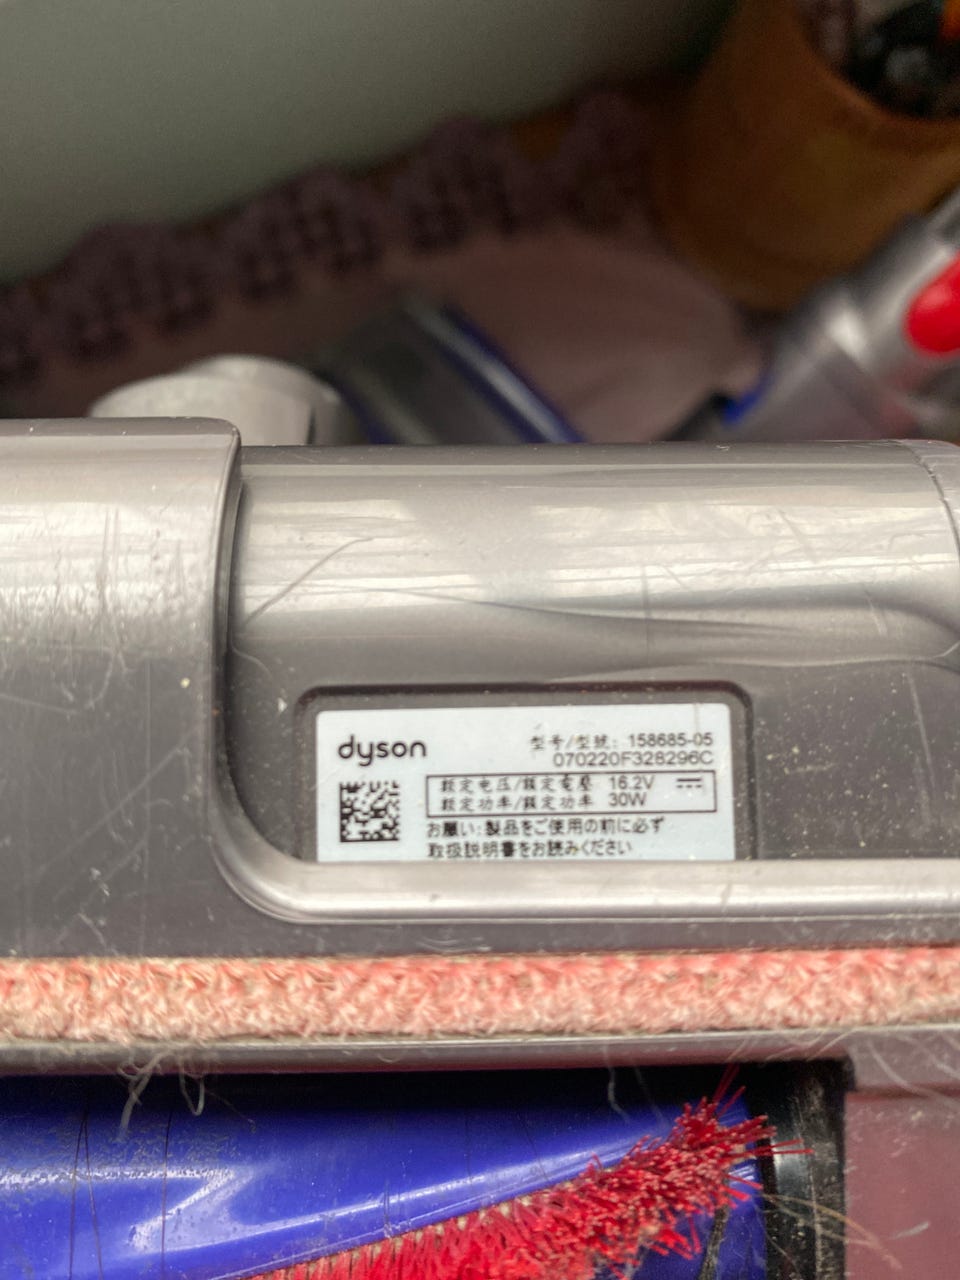 dyson
型号/型號: 158685-05
070220F328296C
额定电压/額定電壓 16.2V
额定功率/額定功率 30W
お願い:製品をご使用の前に必ず
取扱説明書をお読みください